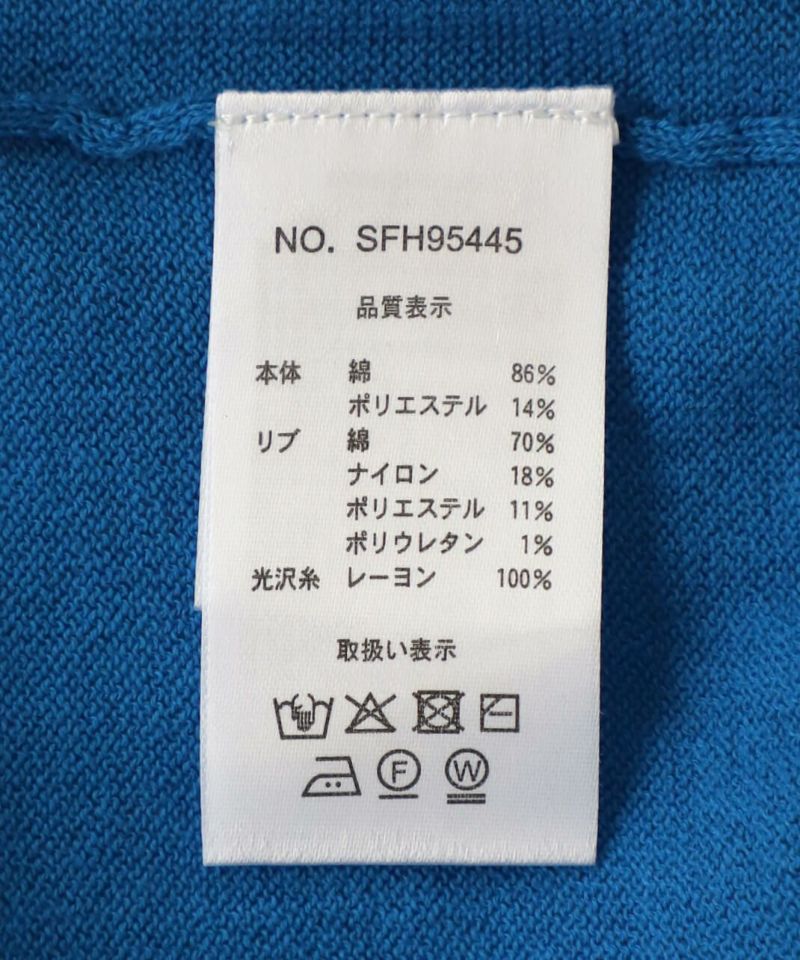 NO. SFH95445
品質表示
本体 綿 86%
ポリエステル 14%
リブ 綿 70%
ナイロン 18%
ポリエステル 11%
ポリウレタン 1%
光沢糸 レーヨン 100%
取扱い表示
F W